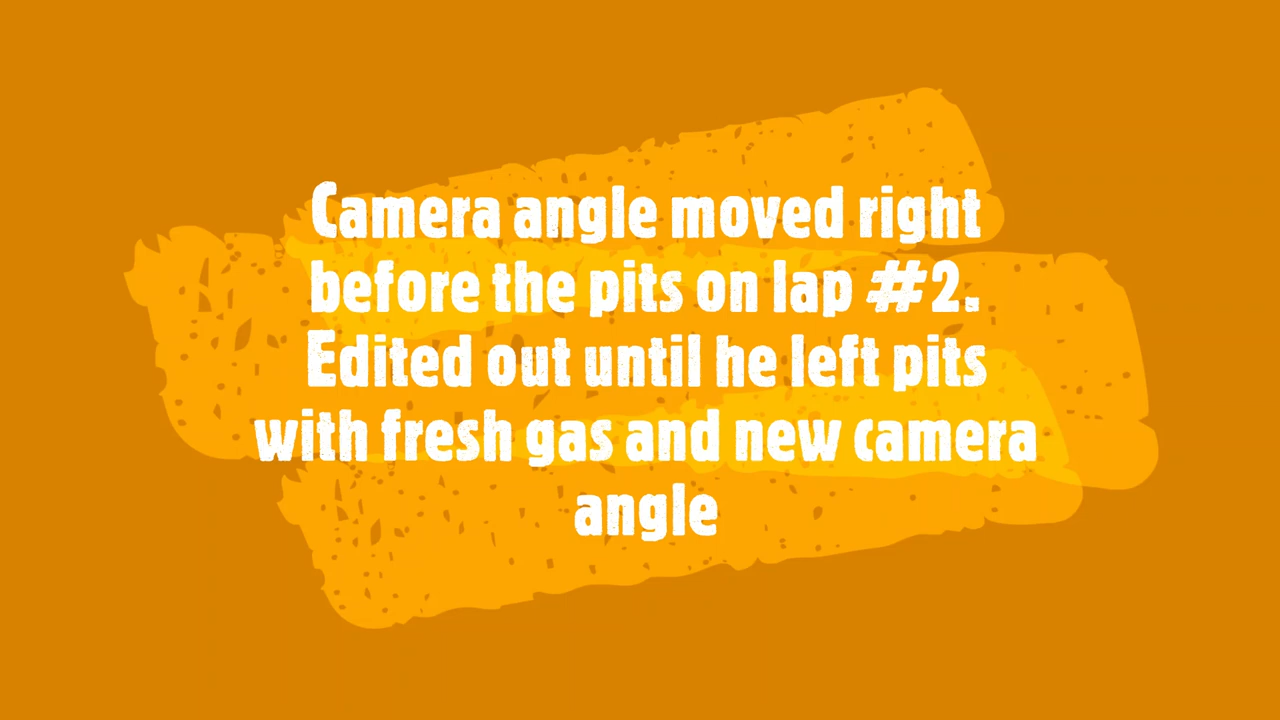 Camera angle moved right
before the pits on lap #2.
Edited out until he left pits
with fresh gas and new camera
angle